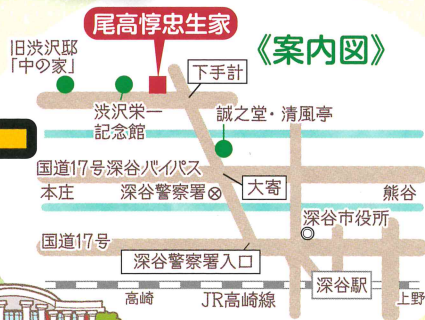 尾高惇忠生家
《案内図》
旧渋沢邸
「中の家」
下手計
渋沢栄一
記念館
誠之堂・清風亭
国道17号深谷バイパス
本庄
深谷警察署
大寄
熊谷
深谷市役所
国道17号
深谷警察署入口
深谷駅
高崎
JR高崎線
上野